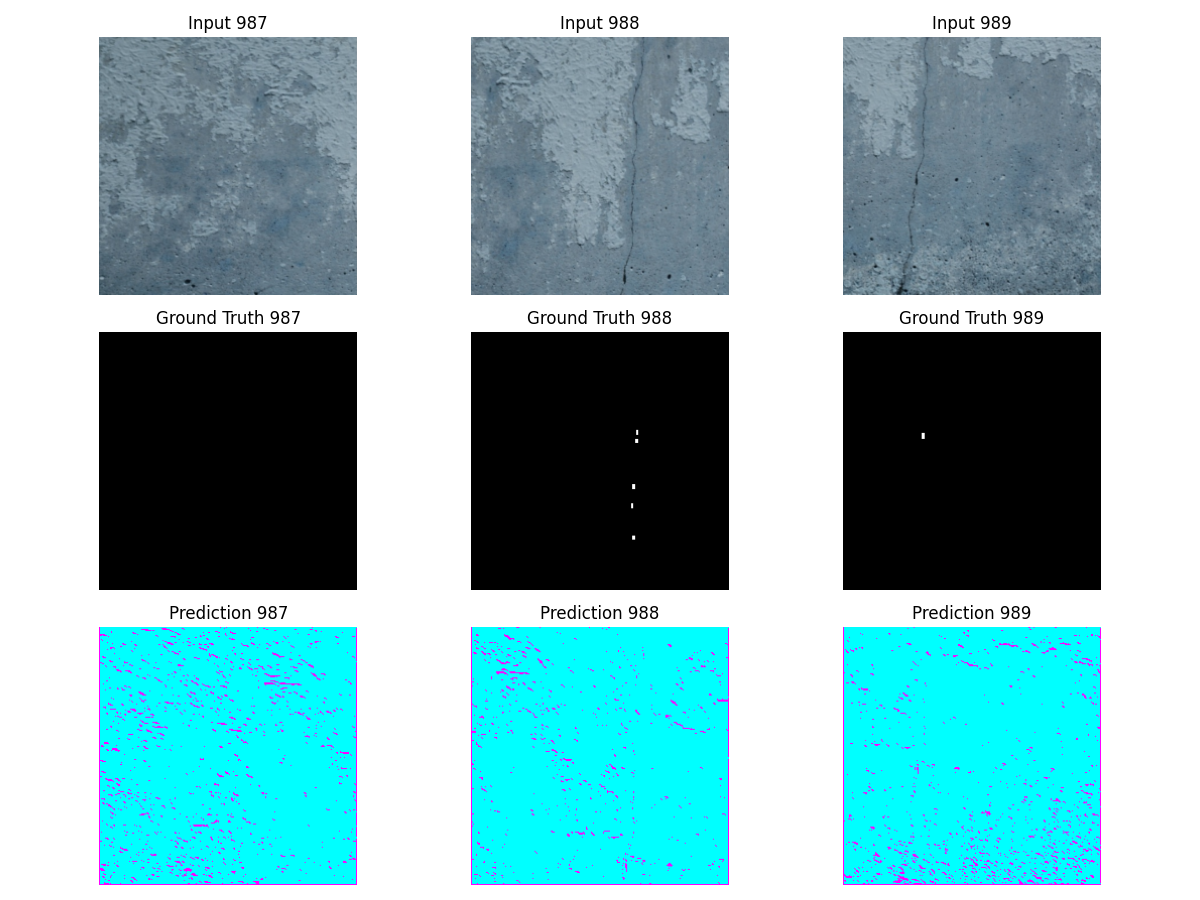 Input 987
Input 988
Input 989
Ground Truth 987
Ground Truth 988
Ground Truth 989
Prediction 987
Prediction 988
Prediction 989